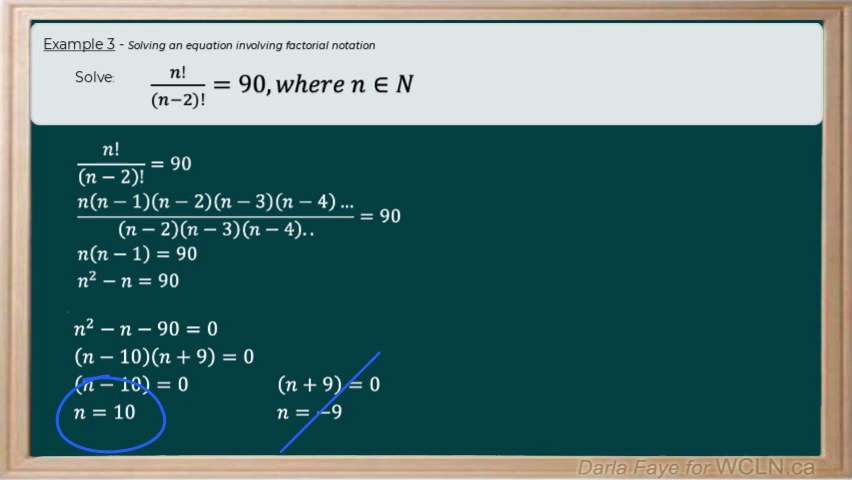 Example 3 - Solving an equation involving factorial notation
Solve: n!/(n−2)! = 90, where n ∈ N
n!/(n − 2)! = 90
n(n − 1)(n − 2)(n − 3)(n − 4) .../(n − 2)(n − 3)(n − 4).. = 90
n(n − 1) = 90
n² − n = 90
n² − n − 90 = 0
(n − 10)(n + 9) = 0
(n − 10) = 0 (n + 9) = 0
n = 10 n = −9
Darla Faye for WCLN.ca